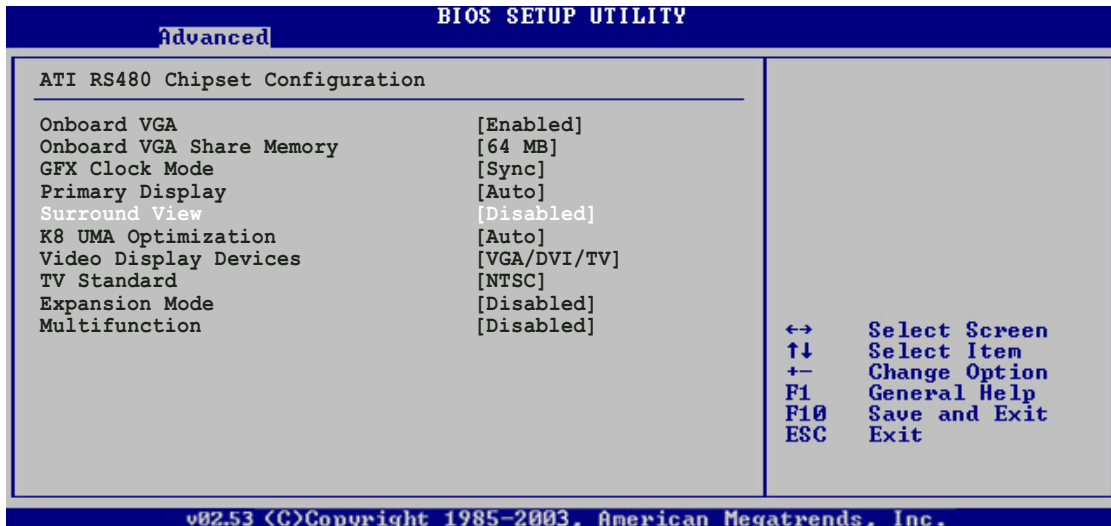 BIOS SETUP UTILITY
Advanced
ATI RS480 Chipset Configuration
Onboard VGA [Enabled]
Onboard VGA Share Memory [64 MB]
GFX Clock Mode [Sync]
Primary Display [Auto]
Surround View [Disabled]
K8 UMA Optimization [Auto]
Video Display Devices [VGA/DVI/TV]
TV Standard [NTSC]
Expansion Mode [Disabled]
Multifunction [Disabled]
←→ Select Screen
↑↓ Select Item
+- Change Option
F1 General Help
F10 Save and Exit
ESC Exit
v02.53 (C)Copyright 1985-2003, American Megatrends, Inc.